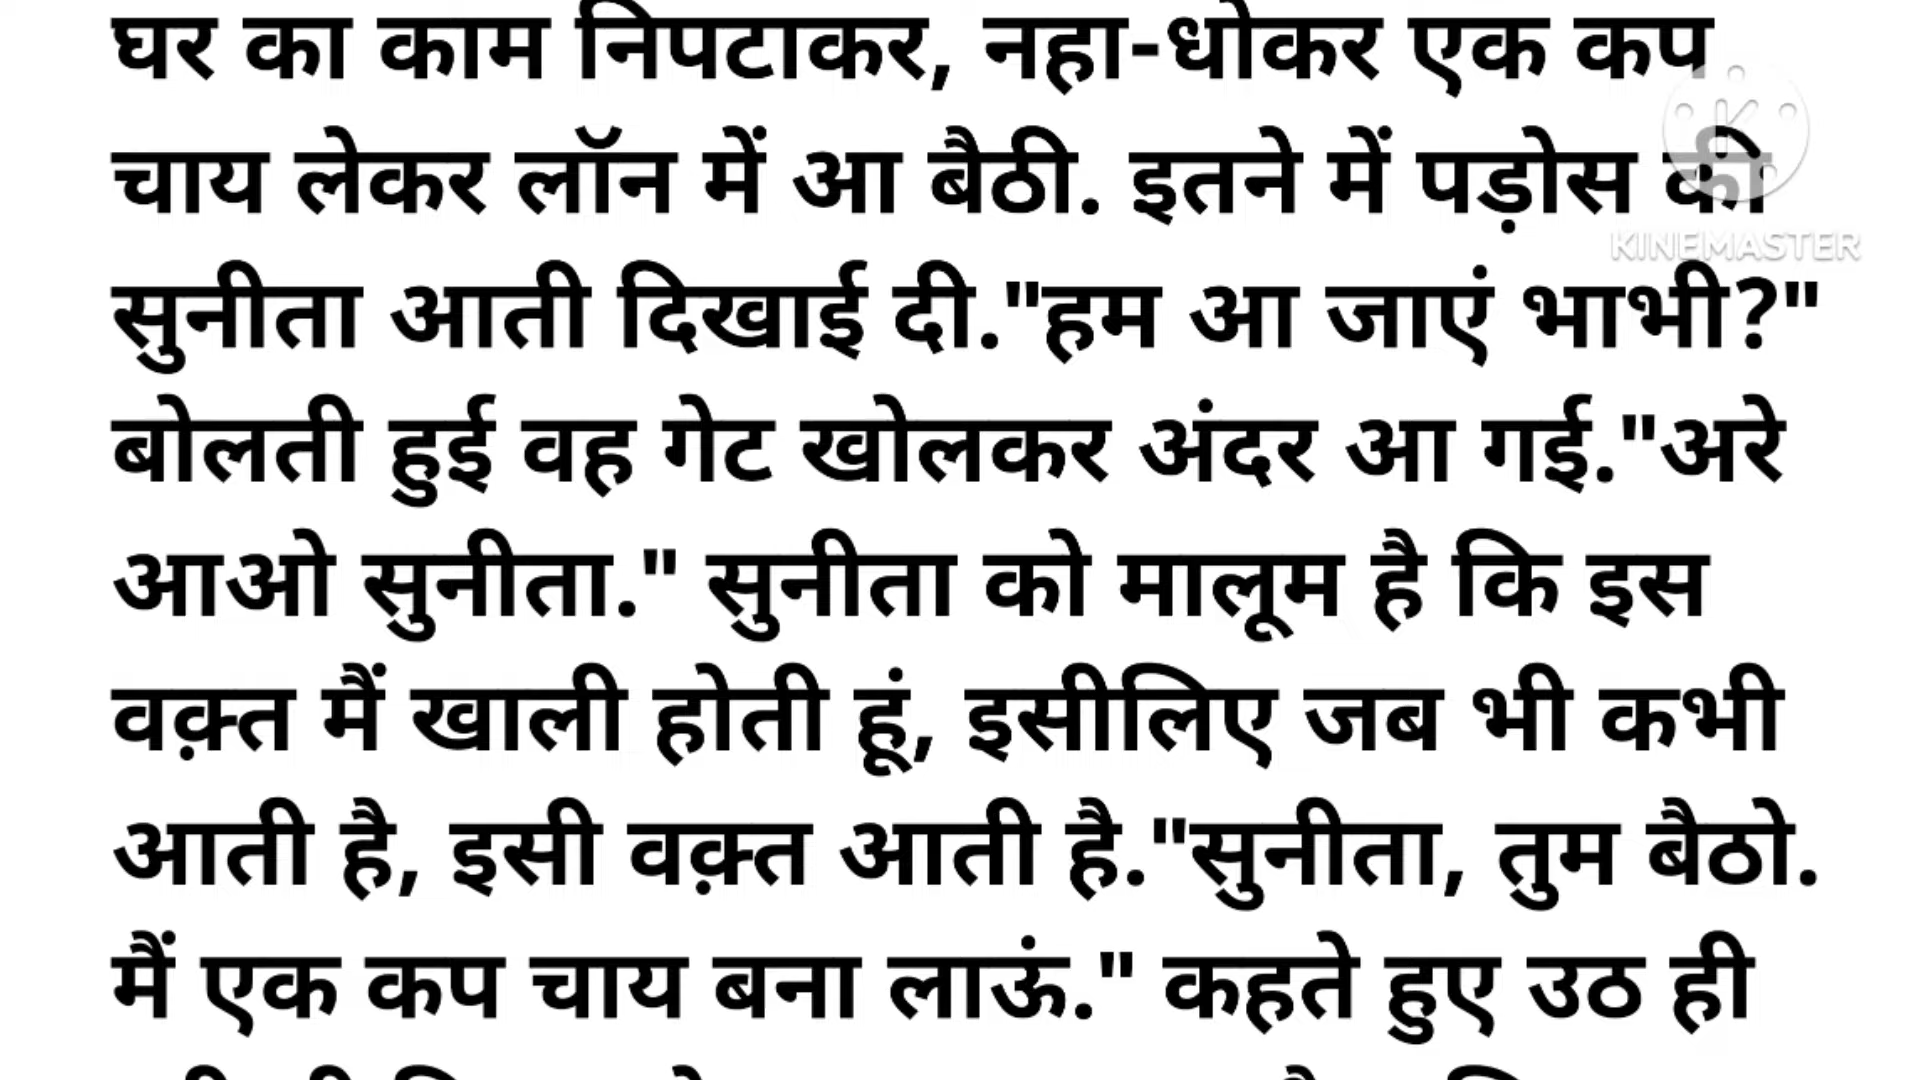 घर का काम निपटाकर, नहा-धोकर एक कप
चाय लेकर लॉन में आ बैठी. इतने में पड़ोस की
KINEMASTER
सुनीता आती दिखाई दी."हम आ जाएं भाभी?"
बोलती हुई वह गेट खोलकर अंदर आ गई."अरे
आओ सुनीता." सुनीता को मालूम है कि इस
वक़्त मैं खाली होती हूं, इसीलिए जब भी कभी
आती है, इसी वक़्त आती है."सुनीता, तुम बैठो.
मैं एक कप चाय बना लाऊं." कहते हुए उठ ही